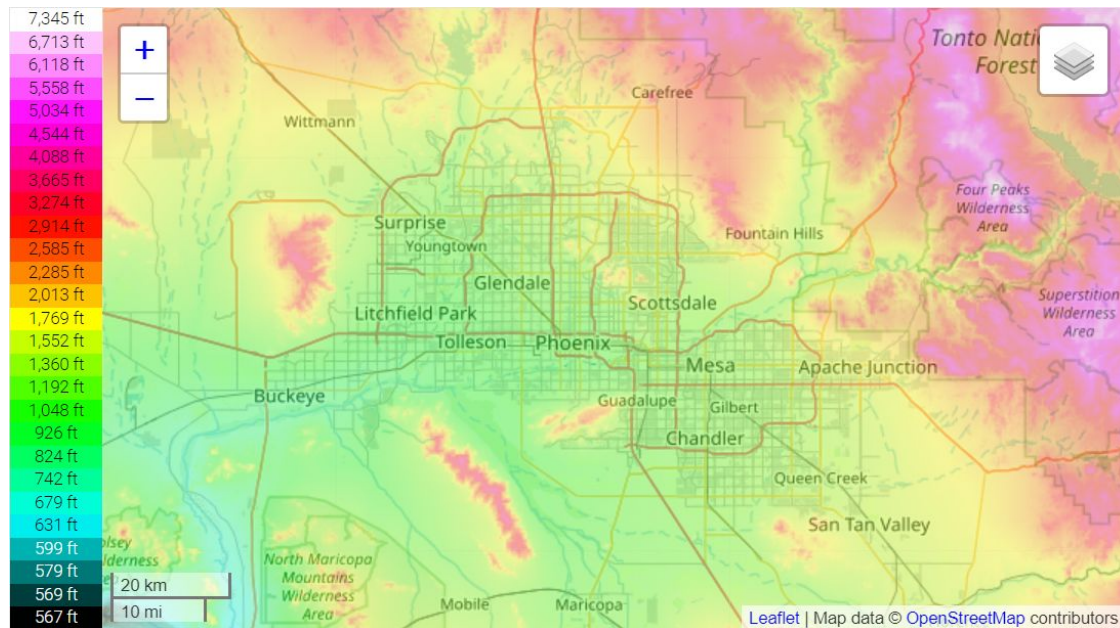 7,345 ft
6,713 ft
6,118 ft
5,558 ft
5,034 ft
4,544 ft
4,088 ft
3,665 ft
3,274 ft
2,914 ft
2,585 ft
2,285 ft
2,013 ft
1,769 ft
1,552 ft
1,360 ft
1,192 ft
1,048 ft
926 ft
824 ft
742 ft
679 ft
631 ft
599 ft
579 ft
569 ft
567 ft
+
−
Tonto
Forest
Carefree
Wittmann
Four Peaks
Wilderness
Area
Surprise
Youngtown
Fountain Hills
Glendale
Scottsdale
Superstition
Wilderness
Area
Litchfield Park
Tolleson
Phoenix
Mesa
Apache Junction
Buckeye
Guadalupe
Gilbert
Chandler
Queen Creek
San Tan Valley
North Maricopa
Mountains
Wilderness
Area
Mobile
Maricopa
20 km
10 mi
Leaflet | Map data © OpenStreetMap contributors